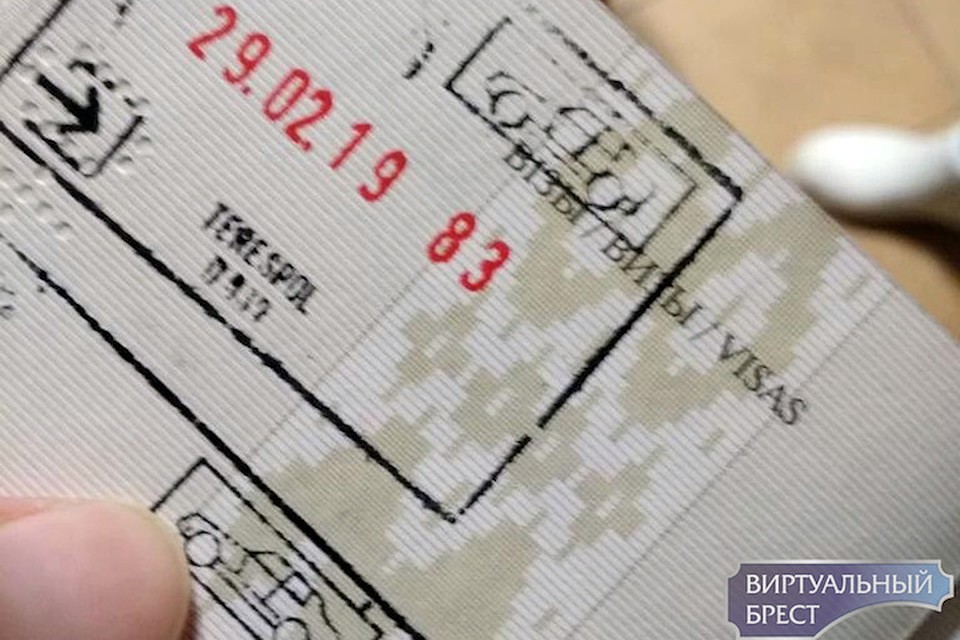 29.02.19 83
TERESPOL
ВІЗЫ / ВИЗЫ / VISAS
ВИРТУАЛЬНЫЙ
БРЕСТ